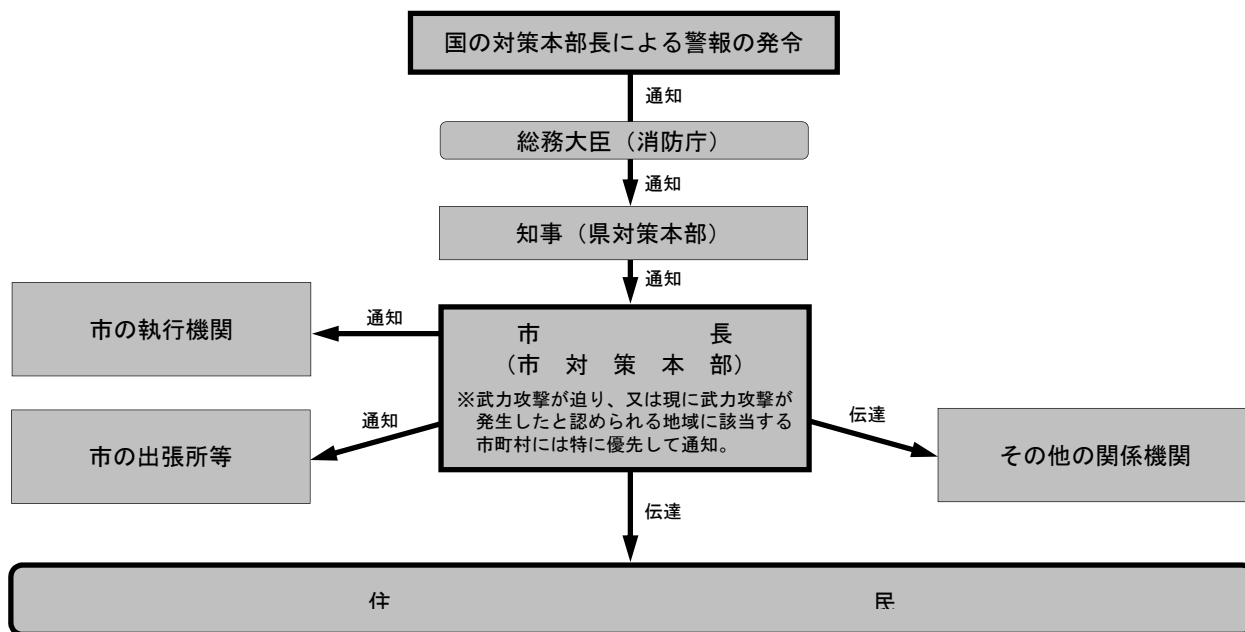 国の対策本部長による警報の発令
通知
総務大臣（消防庁）
通知
知事（県対策本部）
通知
市の執行機関
通知
市　　　　　　　長
（市　対　策　本　部）
※武力攻撃が迫り、又は現に武力攻撃が
発生したと認められる地域に該当する
市町村には特に優先して通知。
通知
市の出張所等
伝達
その他の関係機関
伝達
住　　　　　　　民